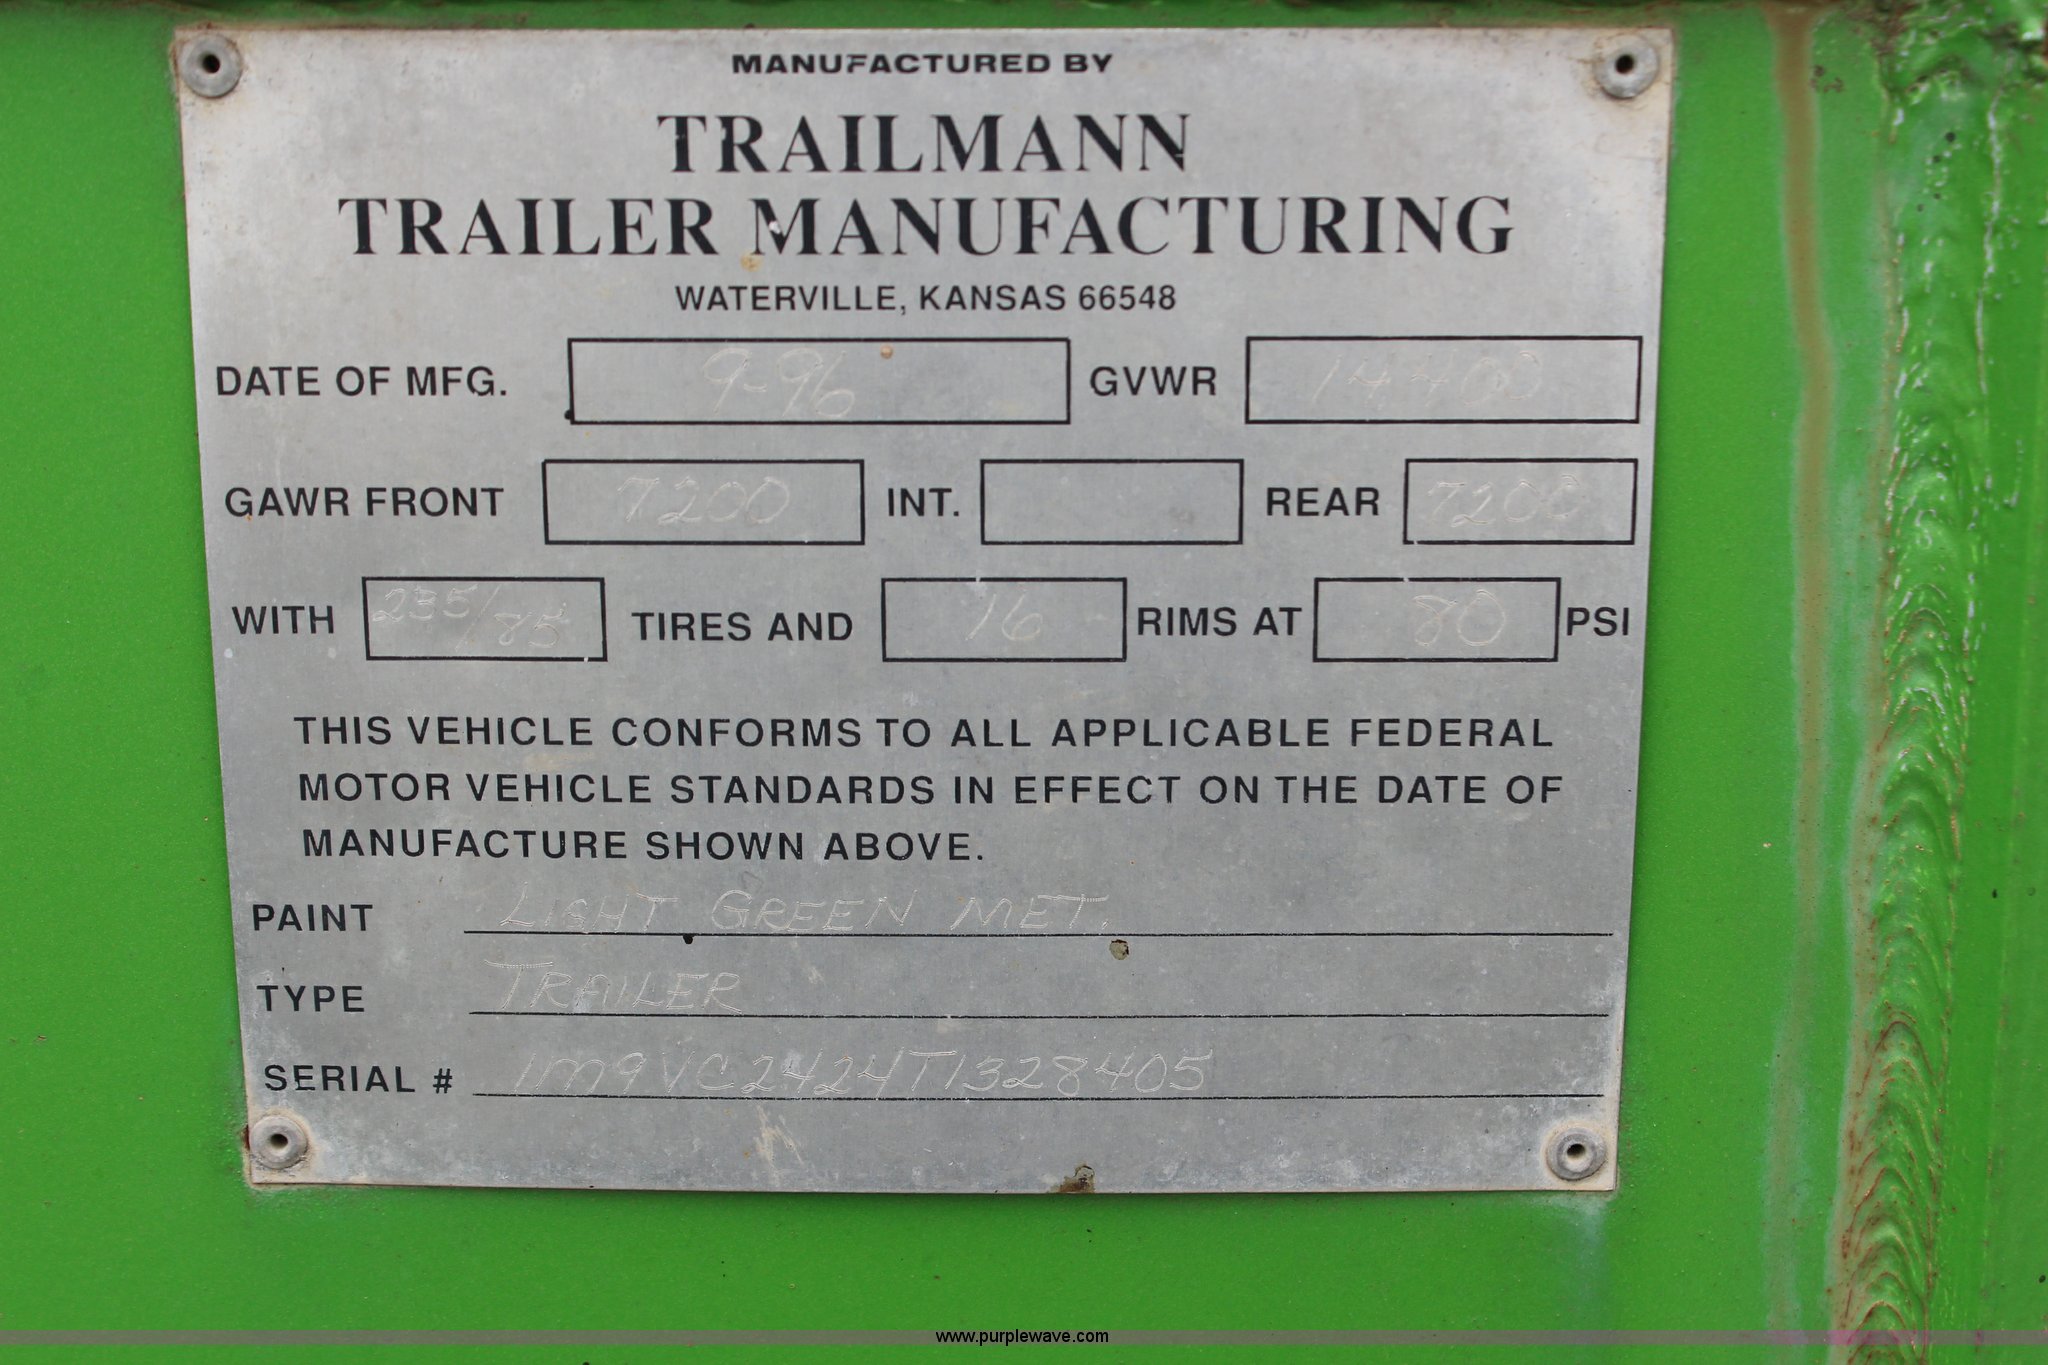 MANUFACTURED BY
TRAILMANN
TRAILER MANUFACTURING
WATERVILLE, KANSAS 66548
DATE OF MFG. 9-96 GVWR 14400
GAWR FRONT 7200 INT. REAR 7200
WITH 235/85 TIRES AND 16 RIMS AT 80 PSI
THIS VEHICLE CONFORMS TO ALL APPLICABLE FEDERAL
MOTOR VEHICLE STANDARDS IN EFFECT ON THE DATE OF
MANUFACTURE SHOWN ABOVE.
PAINT LIGHT GREEN MET.
TYPE TRAILER
SERIAL # 1M9VC2424T1328405
www.purplewave.com